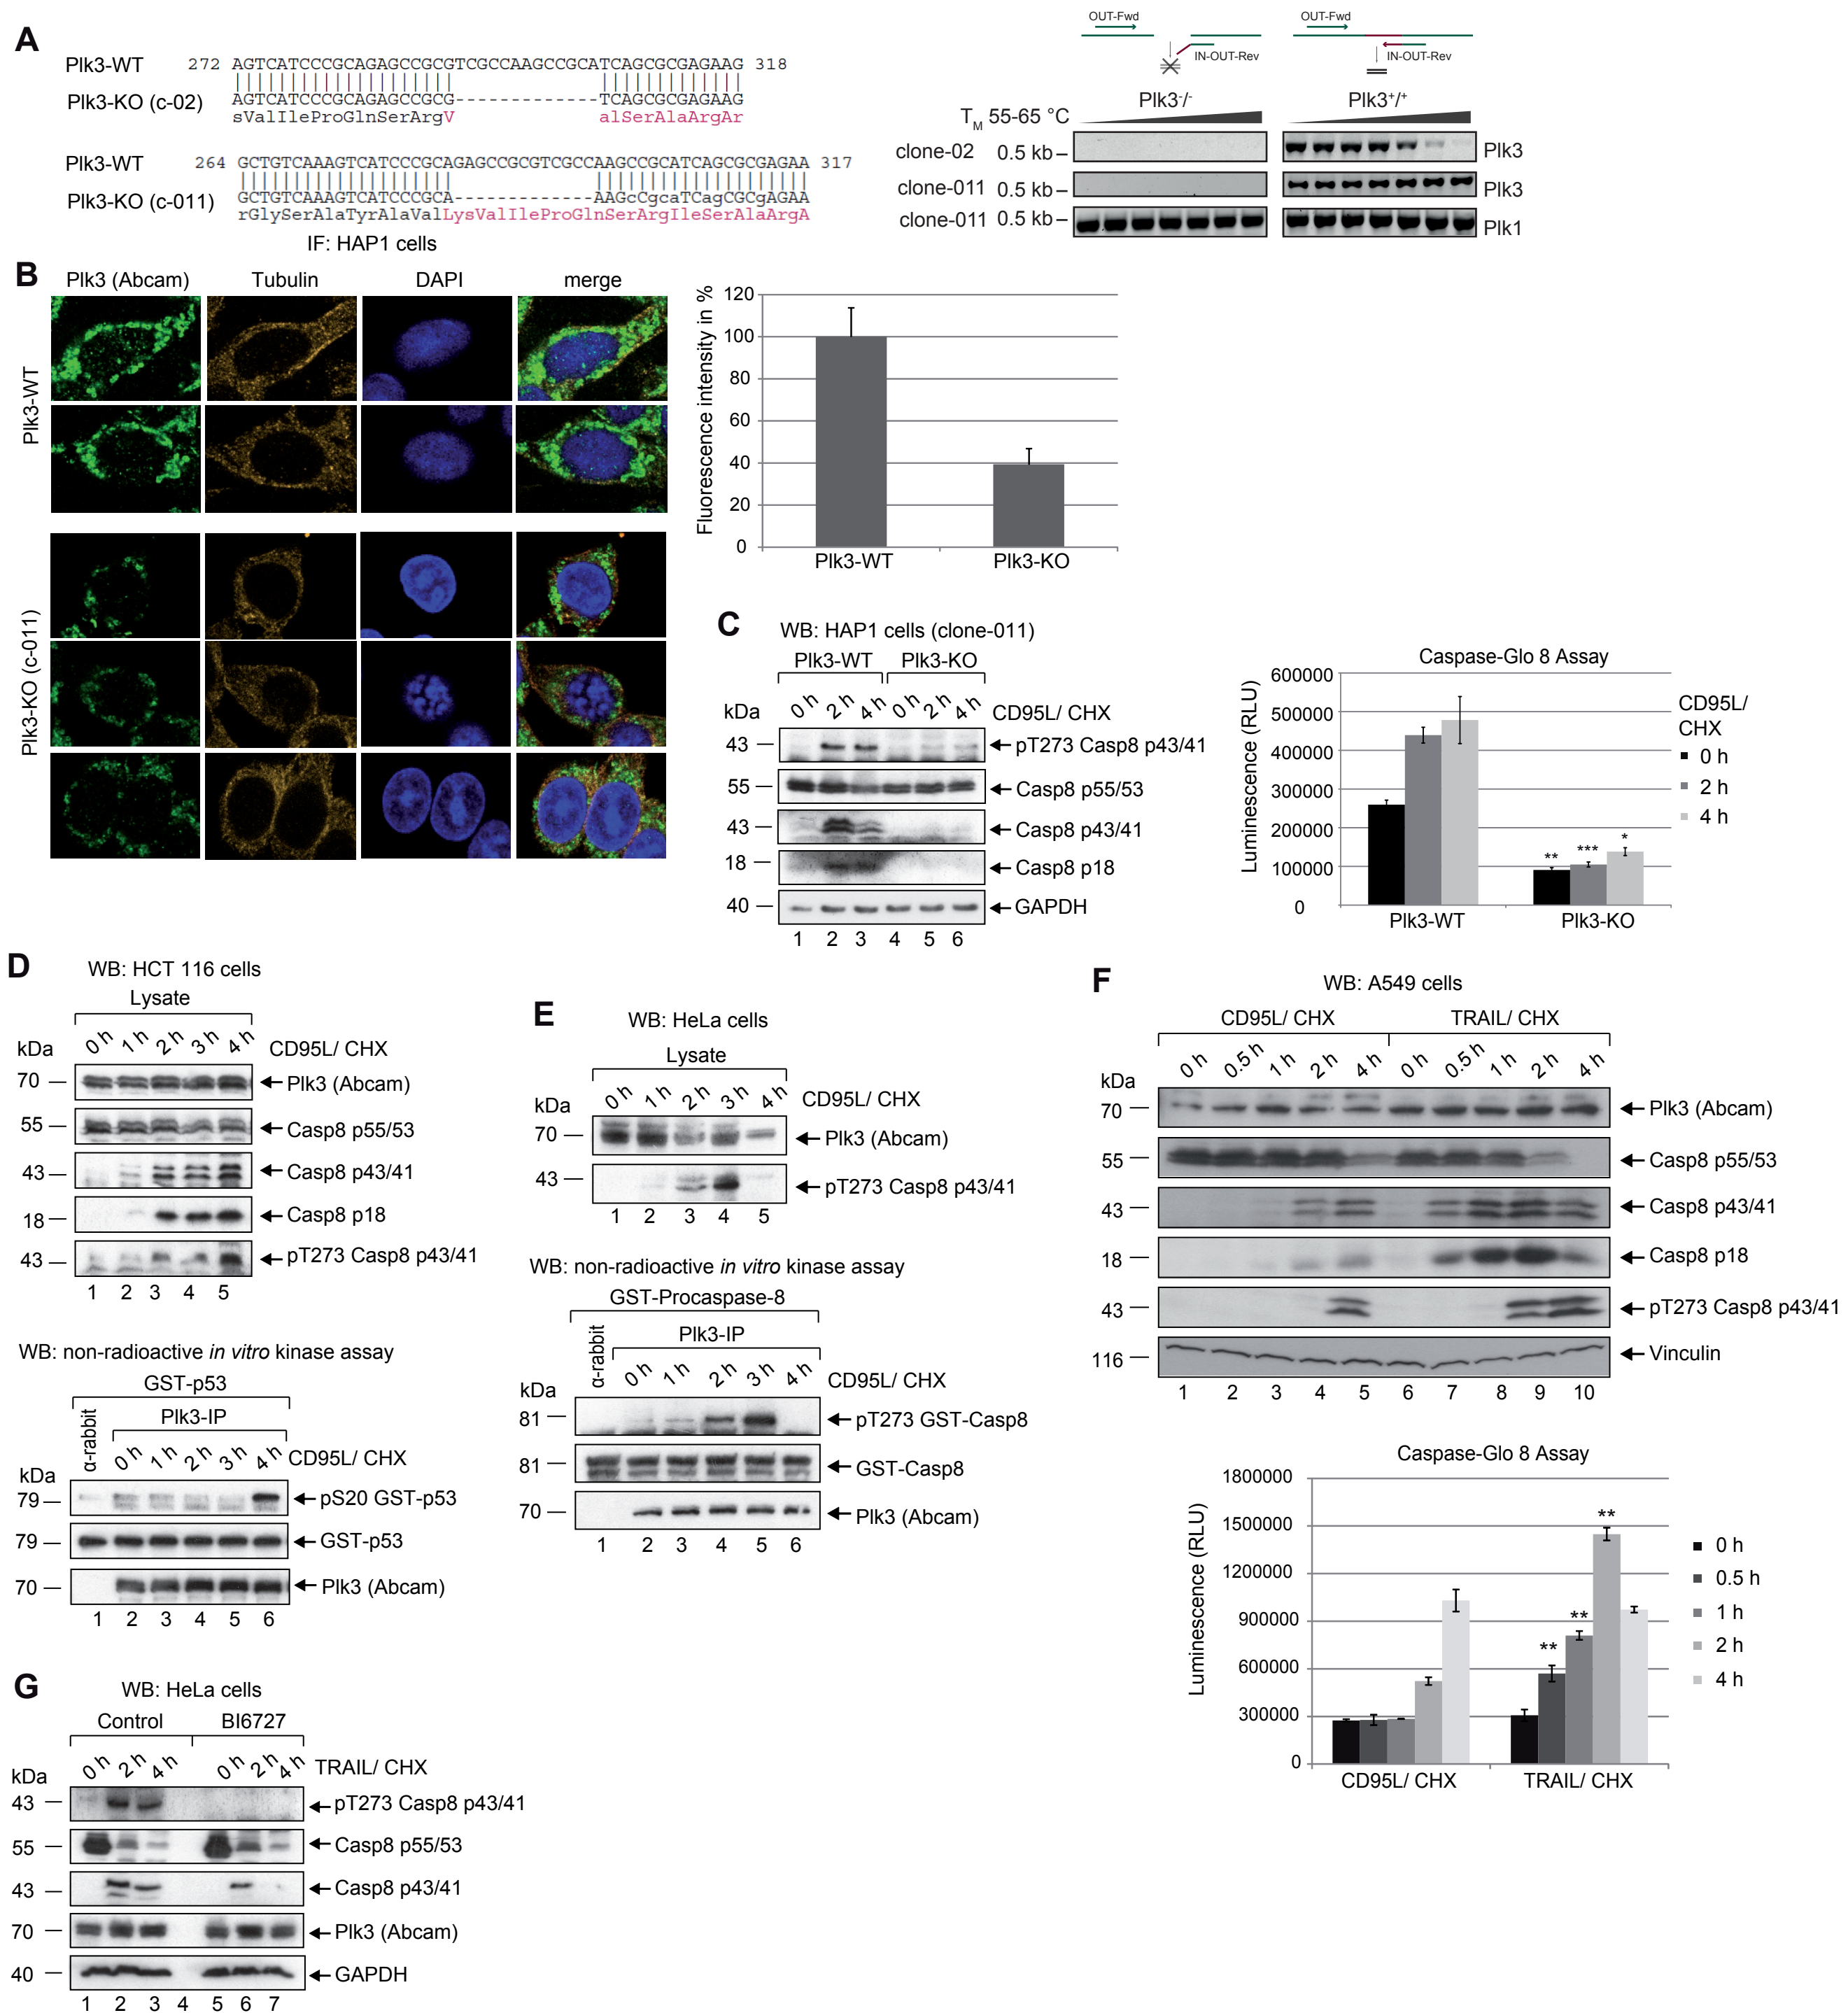 A
Plk3-WT 272 AGTCATCCCGCAGAGCCGCGTCGCCAAGCCGCATCAGCGCGAGAAG 318
Plk3-KO (c-02) AGTCATCCCGCAGAGCCGCG-------------TCAGCGCGAGAAG
sValIleProGlnSerArgV alSerAlaArgAr
Plk3-WT 264 GCTGTCAAAGTCATCCCGCAGAGCCGCGTCGCCAAGCCGCATCAGCGCGAGAA 317
Plk3-KO (c-011) GCTGTCAAAGTCATCCCGCA-------------AAGcCgcaTCagCGCgAGAA
rGlySerAlaTyrAlaValLysValIleProGlnSerArgIleSerAlaArgA
OUT-Fwd
IN-OUT-Rev
OUT-Fwd
IN-OUT-Rev
Plk3-/-
Plk3+/+
TM 55-65 °C
clone-02 0.5 kb Plk3
clone-011 0.5 kb Plk3
clone-011 0.5 kb Plk1
B
IF: HAP1 cells
Plk3 (Abcam) Tubulin DAPI merge
Plk3-WT
Plk3-KO (c-011)
Fluorescence intensity in %
120
100
80
60
40
20
0
Plk3-WT Plk3-KO
C
WB: HAP1 cells (clone-011)
Plk3-WT Plk3-KO
kDa 0 h 2 h 4 h 0 h 2 h 4 h CD95L/ CHX
43 pT273 Casp8 p43/41
55 Casp8 p55/53
43 Casp8 p43/41
18 Casp8 p18
40 GAPDH
1 2 3 4 5 6
Caspase-Glo 8 Assay
Luminescence (RLU)
600000
500000
400000
300000
200000
100000
0
** *** *
Plk3-WT Plk3-KO
CD95L/
CHX
0 h
2 h
4 h
D
WB: HCT 116 cells
Lysate
kDa 0 h 1 h 2 h 3 h 4 h CD95L/ CHX
70 Plk3 (Abcam)
55 Casp8 p55/53
43 Casp8 p43/41
18 Casp8 p18
43 pT273 Casp8 p43/41
1 2 3 4 5
WB: non-radioactive in vitro kinase assay
GST-p53
Plk3-IP
kDa α-rabbit 0 h 1 h 2 h 3 h 4 h CD95L/ CHX
79 pS20 GST-p53
79 GST-p53
70 Plk3 (Abcam)
1 2 3 4 5 6
E
WB: HeLa cells
Lysate
kDa 0 h 1 h 2 h 3 h 4 h CD95L/ CHX
70 Plk3 (Abcam)
43 pT273 Casp8 p43/41
1 2 3 4 5
WB: non-radioactive in vitro kinase assay
GST-Procaspase-8
Plk3-IP
kDa α-rabbit 0 h 1 h 2 h 3 h 4 h CD95L/ CHX
81 pT273 GST-Casp8
81 GST-Casp8
70 Plk3 (Abcam)
1 2 3 4 5 6
F
WB: A549 cells
CD95L/ CHX TRAIL/ CHX
kDa 0 h 0.5 h 1 h 2 h 4 h 0 h 0.5 h 1 h 2 h 4 h
70 Plk3 (Abcam)
55 Casp8 p55/53
43 Casp8 p43/41
18 Casp8 p18
43 pT273 Casp8 p43/41
116 Vinculin
1 2 3 4 5 6 7 8 9 10
Caspase-Glo 8 Assay
Luminescence (RLU)
1800000
1500000
1200000
900000
600000
300000
0
** ** **
CD95L/ CHX TRAIL/ CHX
0 h
0.5 h
1 h
2 h
4 h
G
WB: HeLa cells
Control BI6727
kDa 0 h 2 h 4 h 0 h 2 h 4 h TRAIL/ CHX
43 pT273 Casp8 p43/41
55 Casp8 p55/53
43 Casp8 p43/41
70 Plk3 (Abcam)
40 GAPDH
1 2 3 4 5 6 7